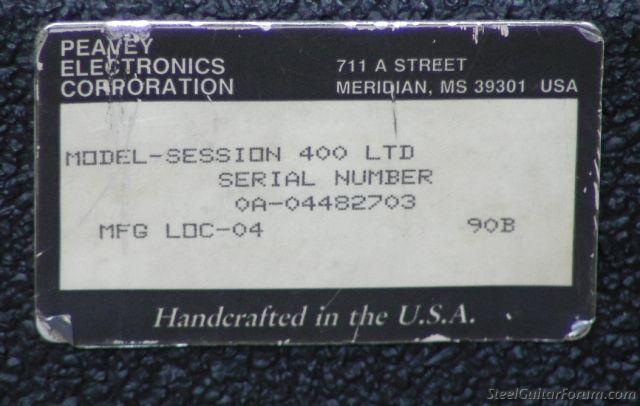 PEAVEY
ELECTRONICS
CORPORATION
711 A STREET
MERIDIAN, MS 39301 USA
MODEL-SESSION 400 LTD
SERIAL NUMBER
0A-04482703
MFG LOC-04 90B
Handcrafted in the U.S.A.
SteelGuitarForum.com